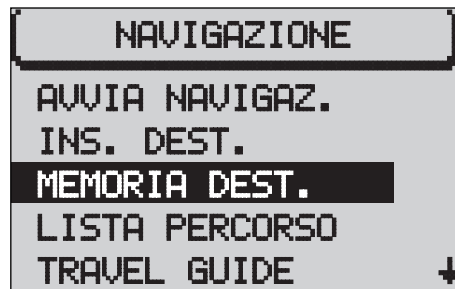 NAVIGAZIONE
AVVIA NAVIGAZ.
INS. DEST.
MEMORIA DEST.
LISTA PERCORSO
TRAVEL GUIDE